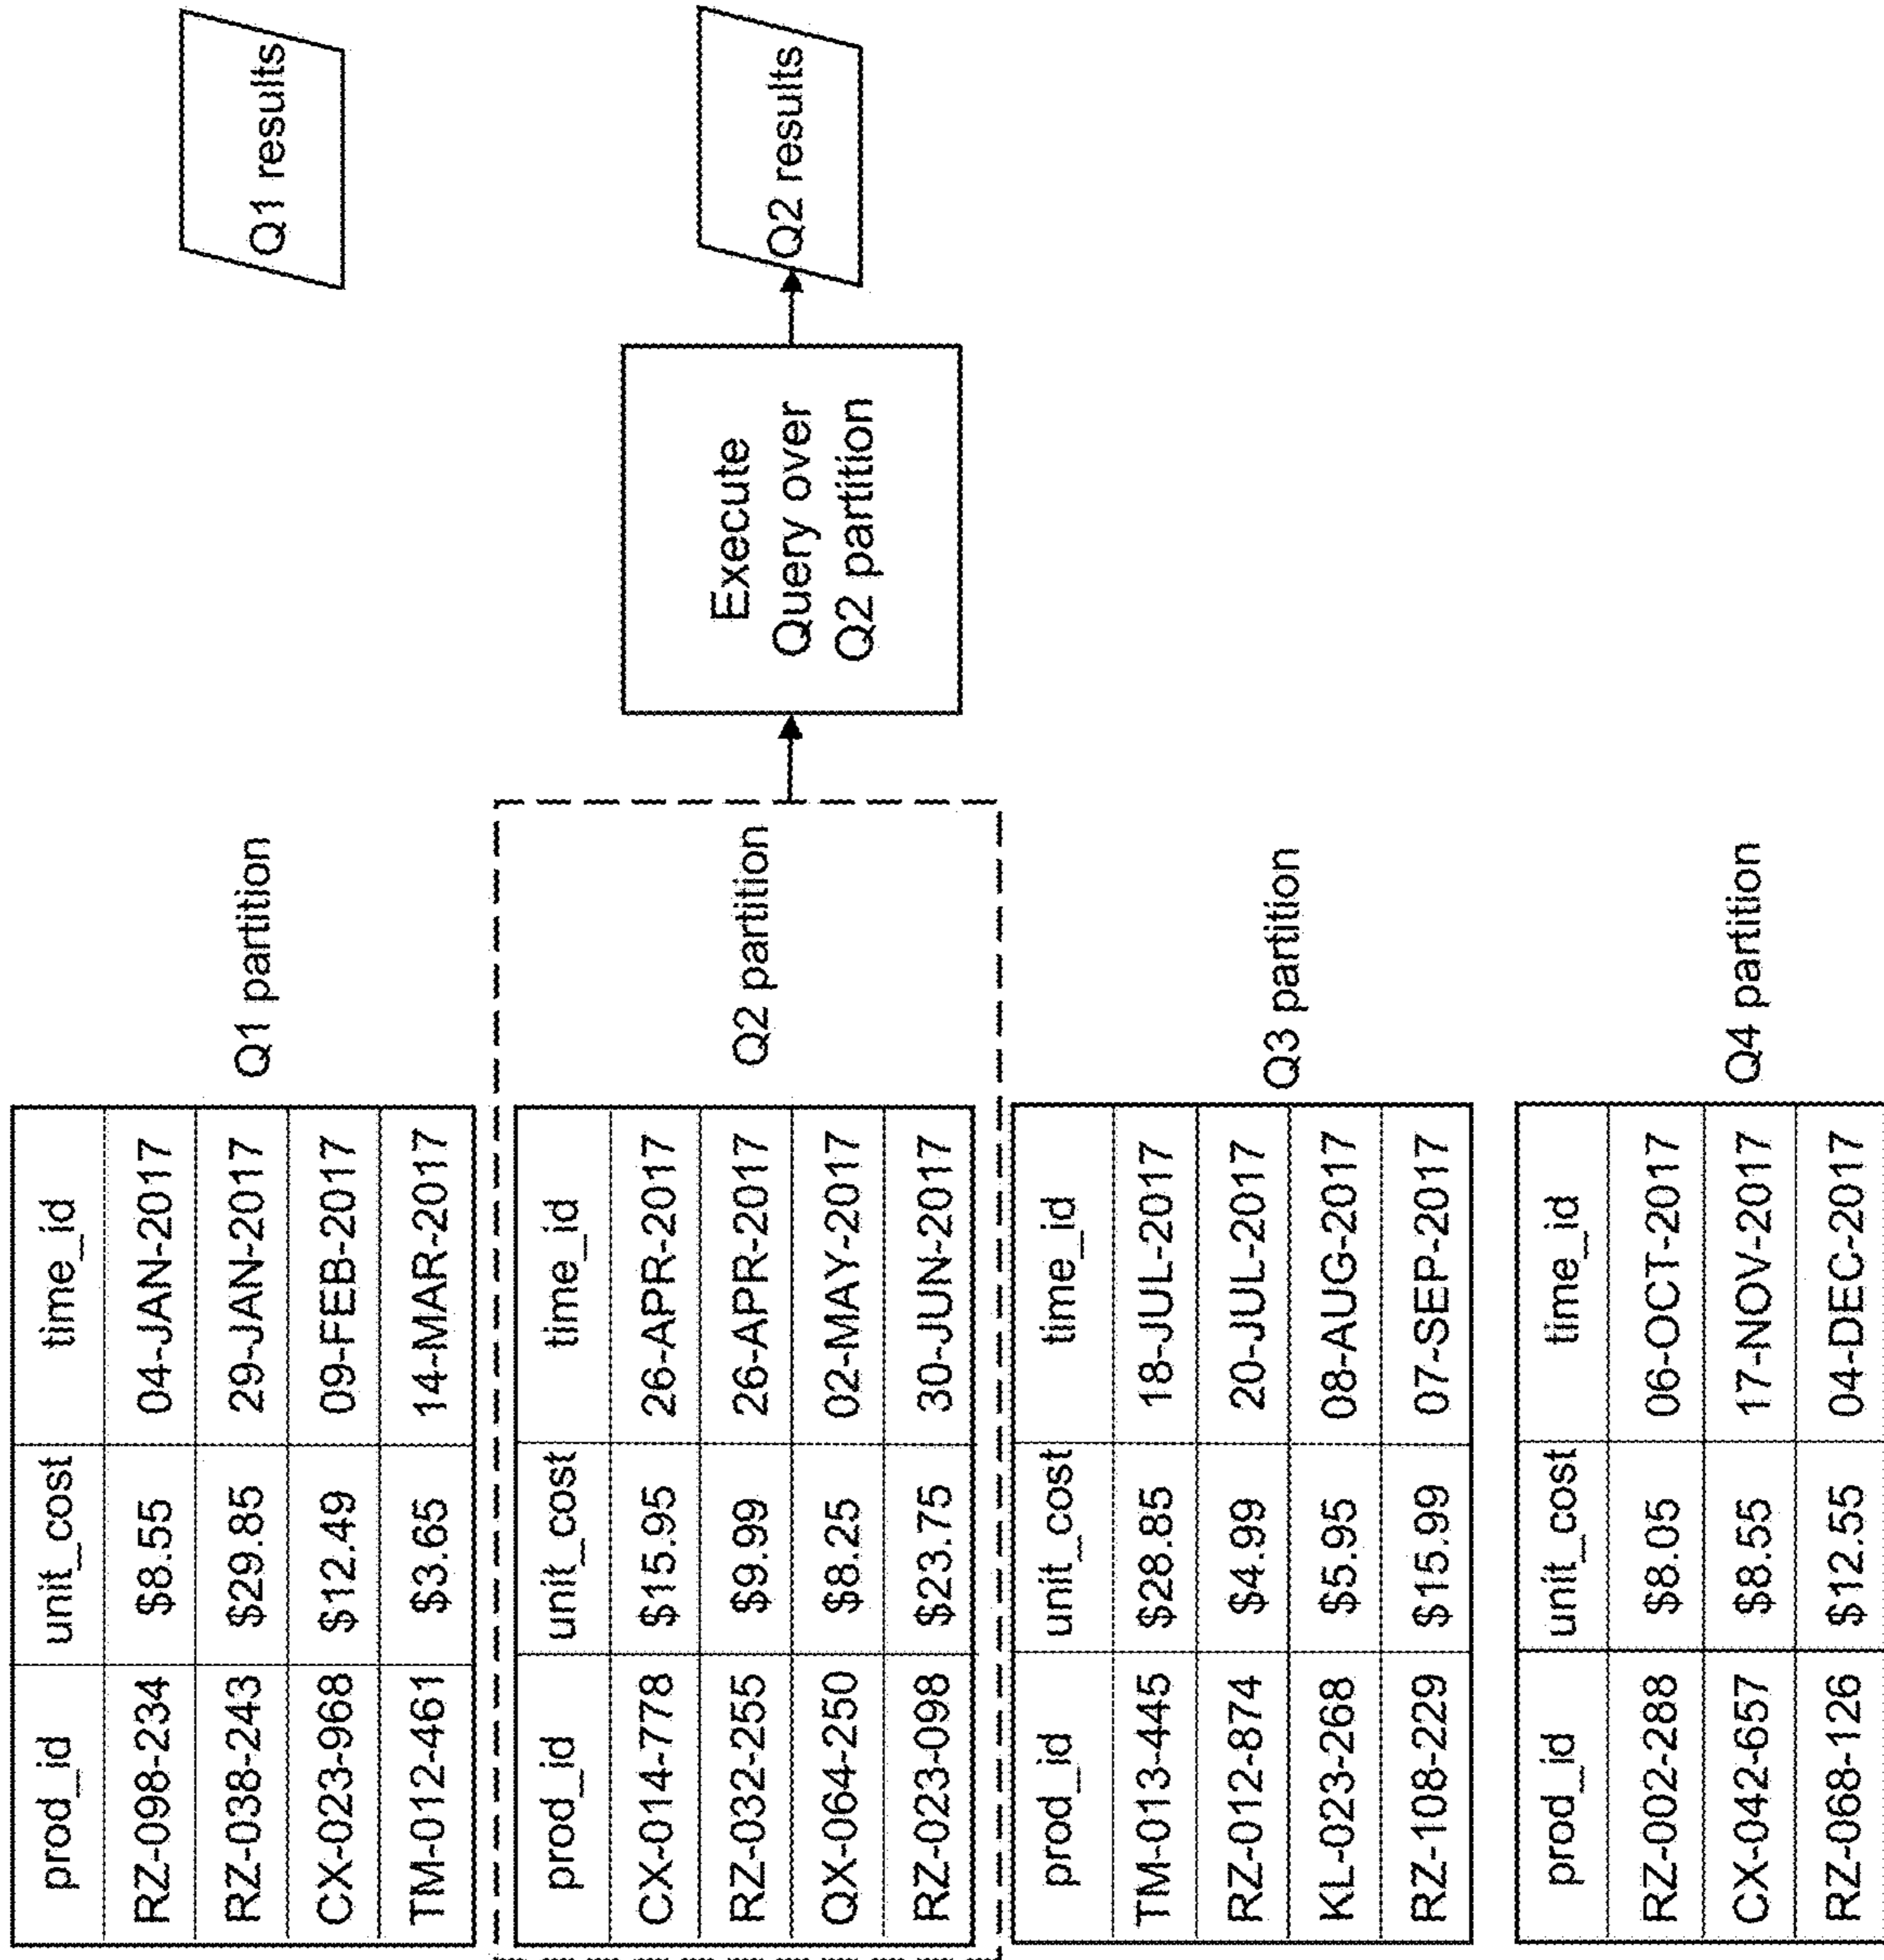 prod_id unit_cost time_id
RZ-098-234 $8.55 04-JAN-2017
RZ-038-243 $29.85 29-JAN-2017
CX-023-968 $12.49 09-FEB-2017
TM-012-461 $3.65 14-MAR-2017
Q1 partition
Q1 results
prod_id unit_cost time_id
CX-014-778 $15.95 26-APR-2017
RZ-032-255 $9.99 26-APR-2017
QX-064-250 $8.25 02-MAY-2017
RZ-023-098 $23.75 30-JUN-2017
Q2 partition
Execute
Query over
Q2 partition
Q2 results
prod_id unit_cost time_id
TM-013-445 $28.85 18-JUL-2017
RZ-012-874 $4.99 20-JUL-2017
KL-023-268 $5.95 08-AUG-2017
RZ-108-229 $15.99 07-SEP-2017
Q3 partition
prod_id unit_cost time_id
RZ-002-288 $8.05 06-OCT-2017
CX-042-657 $8.55 17-NOV-2017
RZ-068-126 $12.55 04-DEC-2017
Q4 partition